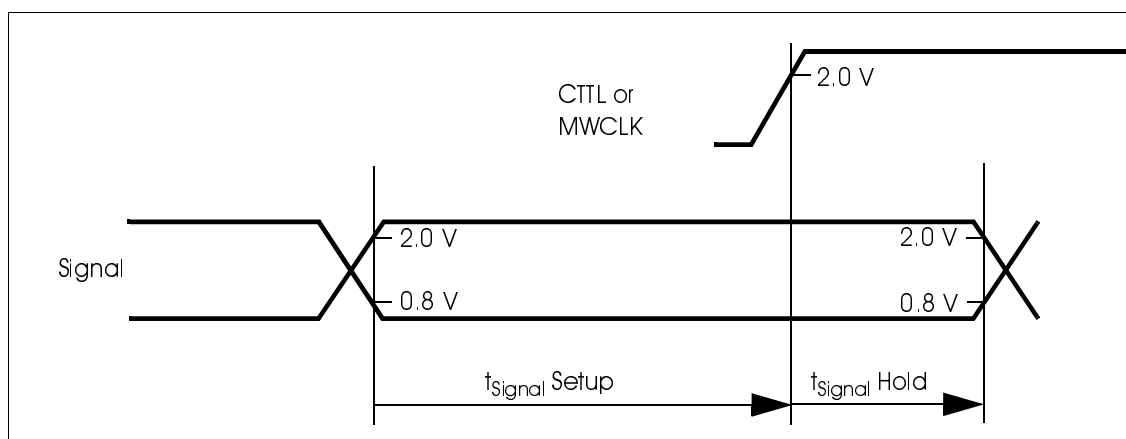 CTTL or
MWCLK
2.0 V
Signal
2.0 V
0.8 V
2.0 V
0.8 V
tSignal Setup
tSignal Hold